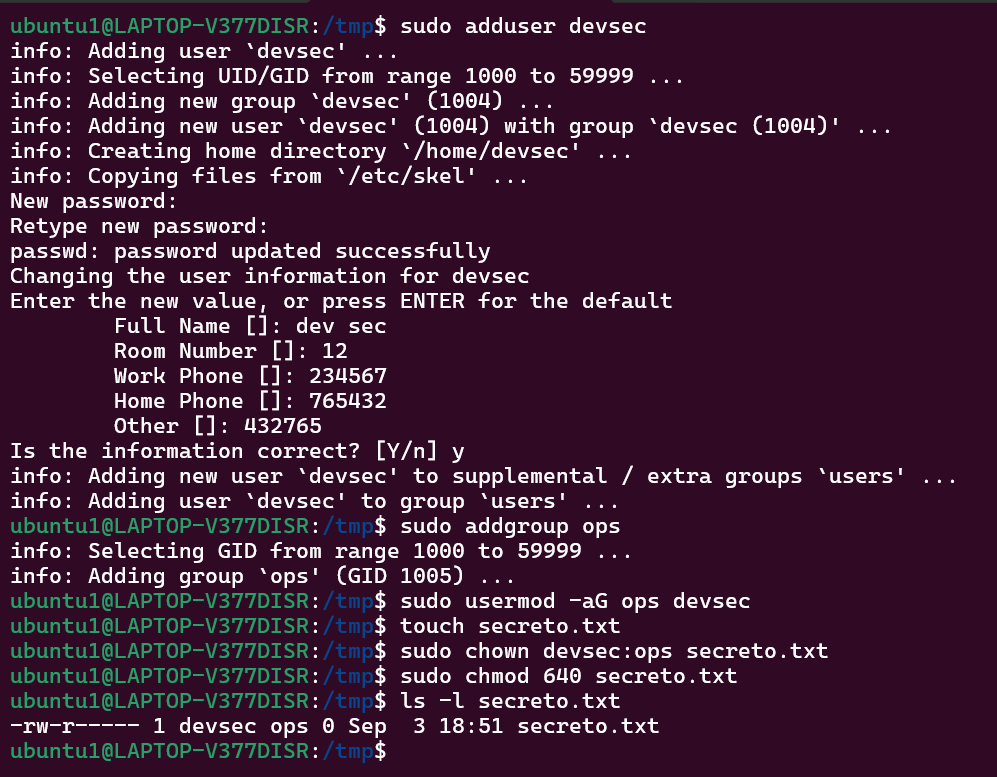 ubuntu1@LAPTOP-V377DISR:/tmp$ sudo adduser devsec
info: Adding user `devsec' ...
info: Selecting UID/GID from range 1000 to 59999 ...
info: Adding new group `devsec' (1004) ...
info: Adding new user `devsec' (1004) with group `devsec (1004)' ...
info: Creating home directory `/home/devsec' ...
info: Copying files from `/etc/skel' ...
New password:
Retype new password:
passwd: password updated successfully
Changing the user information for devsec
Enter the new value, or press ENTER for the default
        Full Name []: dev sec
        Room Number []: 12
        Work Phone []: 234567
        Home Phone []: 765432
        Other []: 432765
Is the information correct? [Y/n] y
info: Adding new user `devsec' to supplemental / extra groups `users' ...
info: Adding user `devsec' to group `users' ...
ubuntu1@LAPTOP-V377DISR:/tmp$ sudo addgroup ops
info: Selecting GID from range 1000 to 59999 ...
info: Adding group `ops' (GID 1005) ...
ubuntu1@LAPTOP-V377DISR:/tmp$ sudo usermod -aG ops devsec
ubuntu1@LAPTOP-V377DISR:/tmp$ touch secreto.txt
ubuntu1@LAPTOP-V377DISR:/tmp$ sudo chown devsec:ops secreto.txt
ubuntu1@LAPTOP-V377DISR:/tmp$ sudo chmod 640 secreto.txt
ubuntu1@LAPTOP-V377DISR:/tmp$ ls -l secreto.txt
-rw-r----- 1 devsec ops 0 Sep  3 18:51 secreto.txt
ubuntu1@LAPTOP-V377DISR:/tmp$